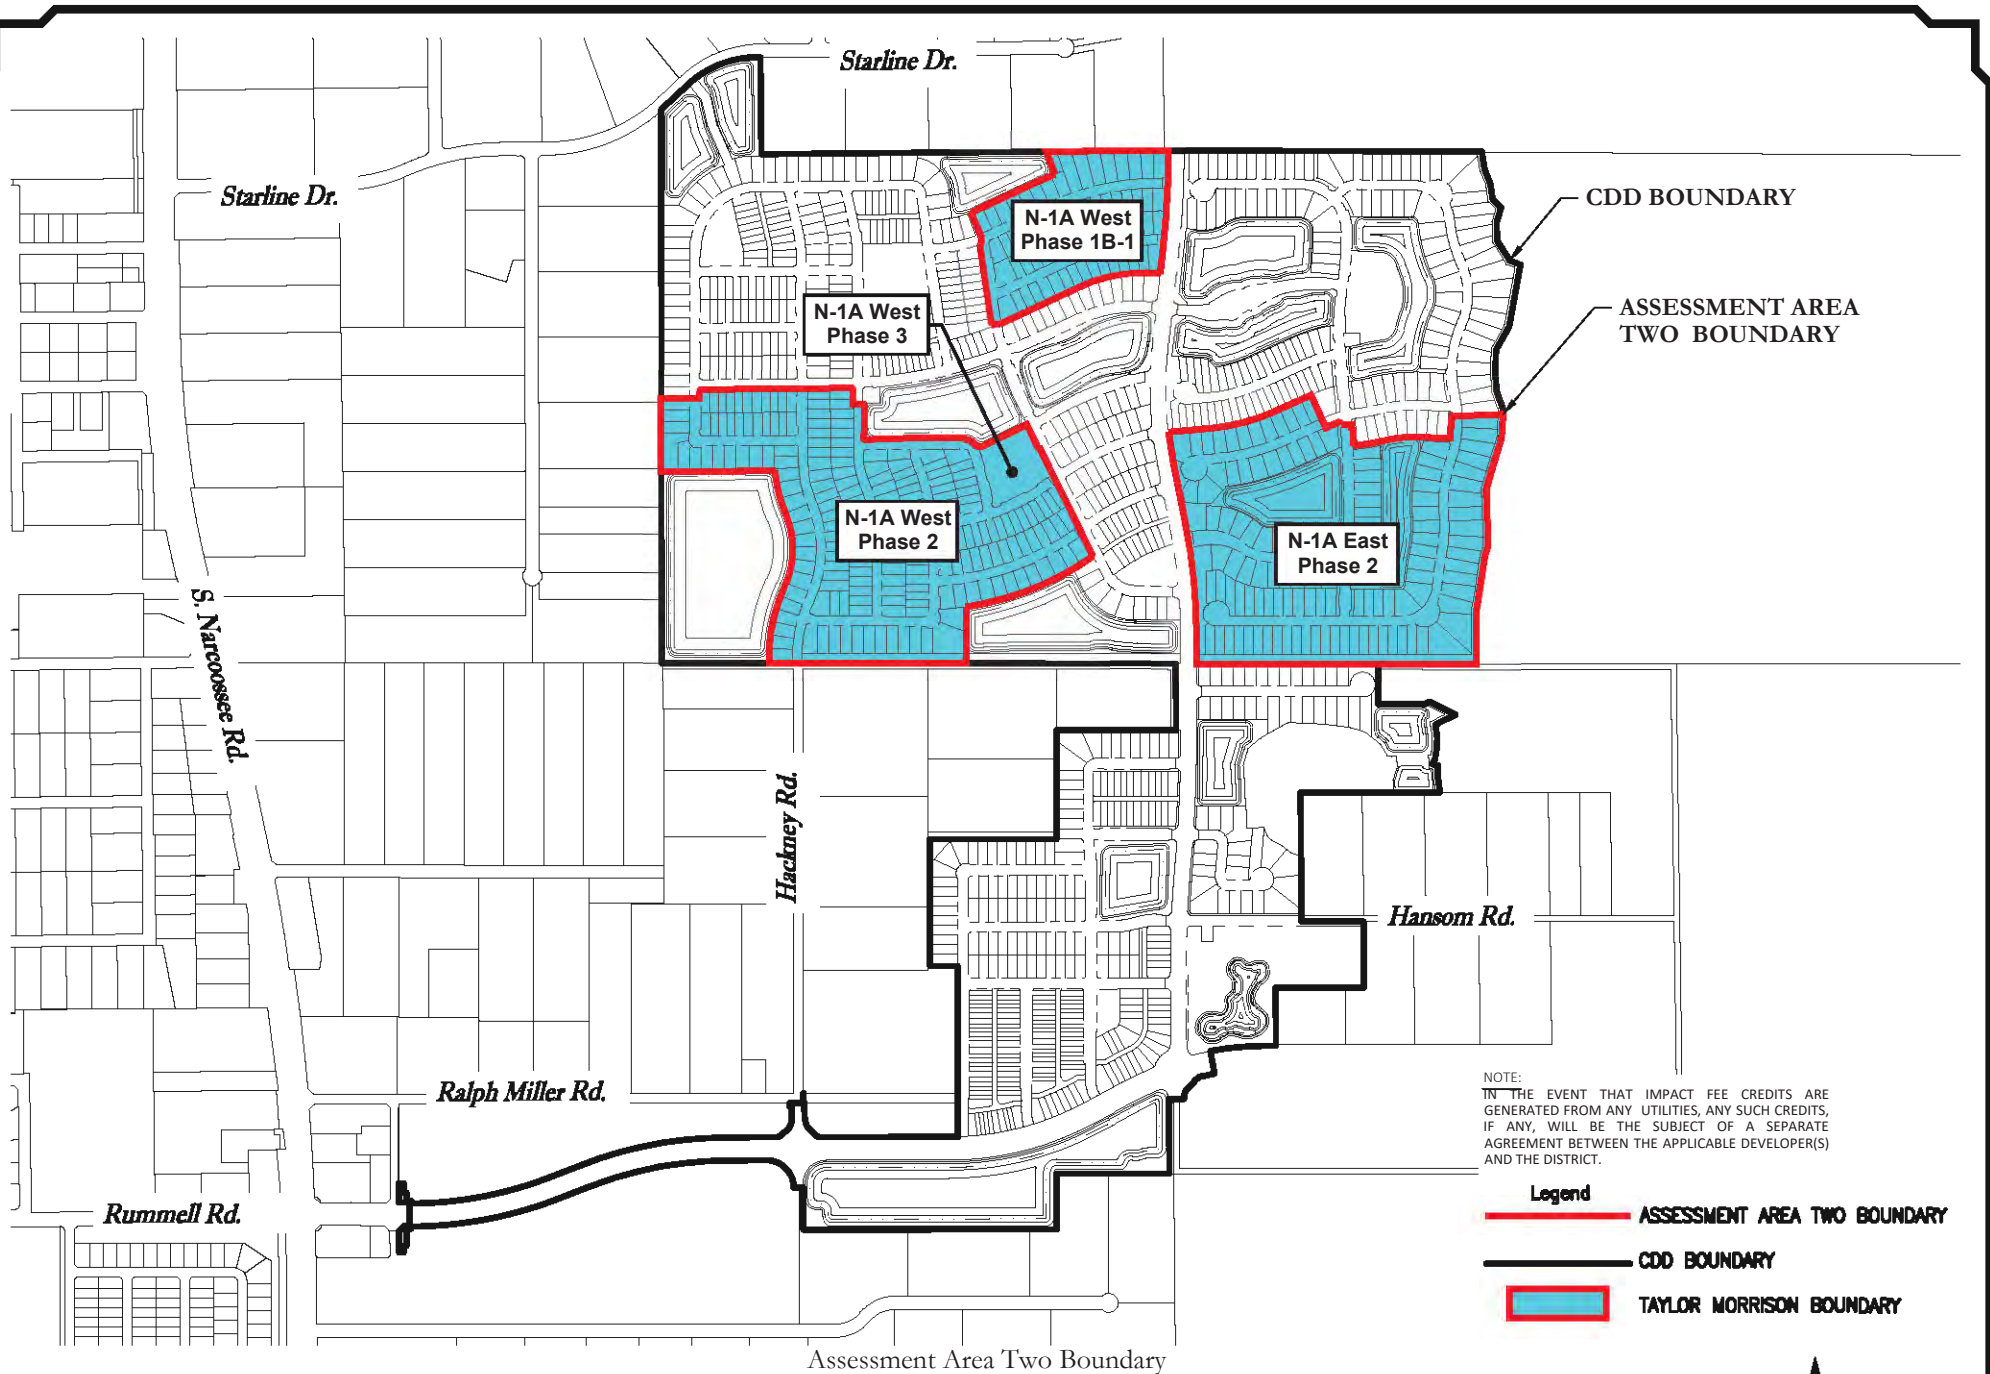 Starline Dr.
Starline Dr.
CDD BOUNDARY
N-1A West
Phase 1B-1
ASSESSMENT AREA
TWO BOUNDARY
N-1A West
Phase 3
N-1A West
Phase 2
N-1A East
Phase 2
S. Narcoossee Rd.
Hackney Rd.
Hansom Rd.
Ralph Miller Rd.
Rummell Rd.
NOTE:
IN THE EVENT THAT IMPACT FEE CREDITS ARE
GENERATED FROM ANY UTILITIES, ANY SUCH CREDITS,
IF ANY, WILL BE THE SUBJECT OF A SEPARATE
AGREEMENT BETWEEN THE APPLICABLE DEVELOPER(S)
AND THE DISTRICT.
Legend
ASSESSMENT AREA TWO BOUNDARY
CDD BOUNDARY
TAYLOR MORRISON BOUNDARY
Assessment Area Two Boundary